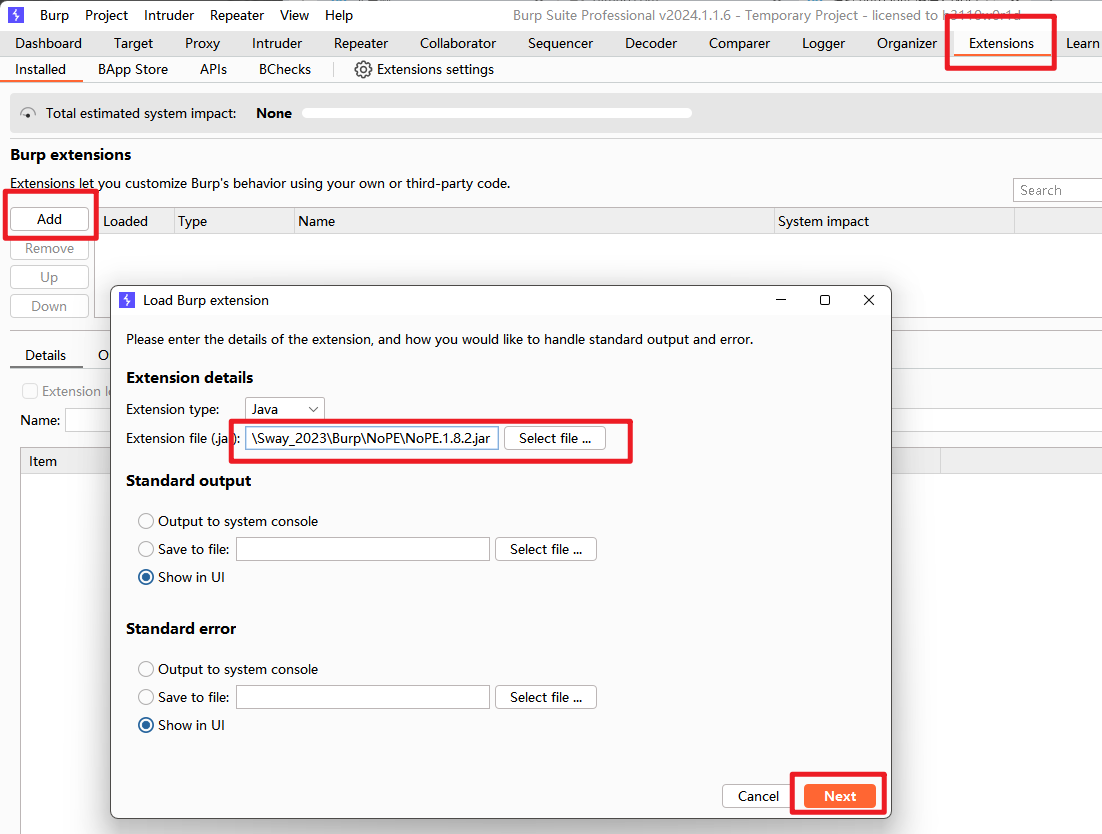 Burp Project Intruder Repeater View Help Burp Suite Professional v2024.1.1.6 - Temporary Project - licensed to h3110w0r1d
Dashboard Target Proxy Intruder Repeater Collaborator Sequencer Decoder Comparer Logger Organizer Extensions Learn
Installed BApp Store APIs BChecks Extensions settings
Total estimated system impact: None
Burp extensions
Extensions let you customize Burp's behavior using your own or third-party code.
Search
Add Loaded Type Name System impact
Remove
Up
Down
Load Burp extension
Please enter the details of the extension, and how you would like to handle standard output and error.
Details O
Extension details
Extension le
Extension type: Java
Name:
Extension file (.jar): \Sway_2023\Burp\NoPE\NoPE.1.8.2.jar Select file ...
Item
Standard output
Output to system console
Save to file: Select file ...
Show in UI
Standard error
Output to system console
Save to file: Select file ...
Show in UI
Cancel Next